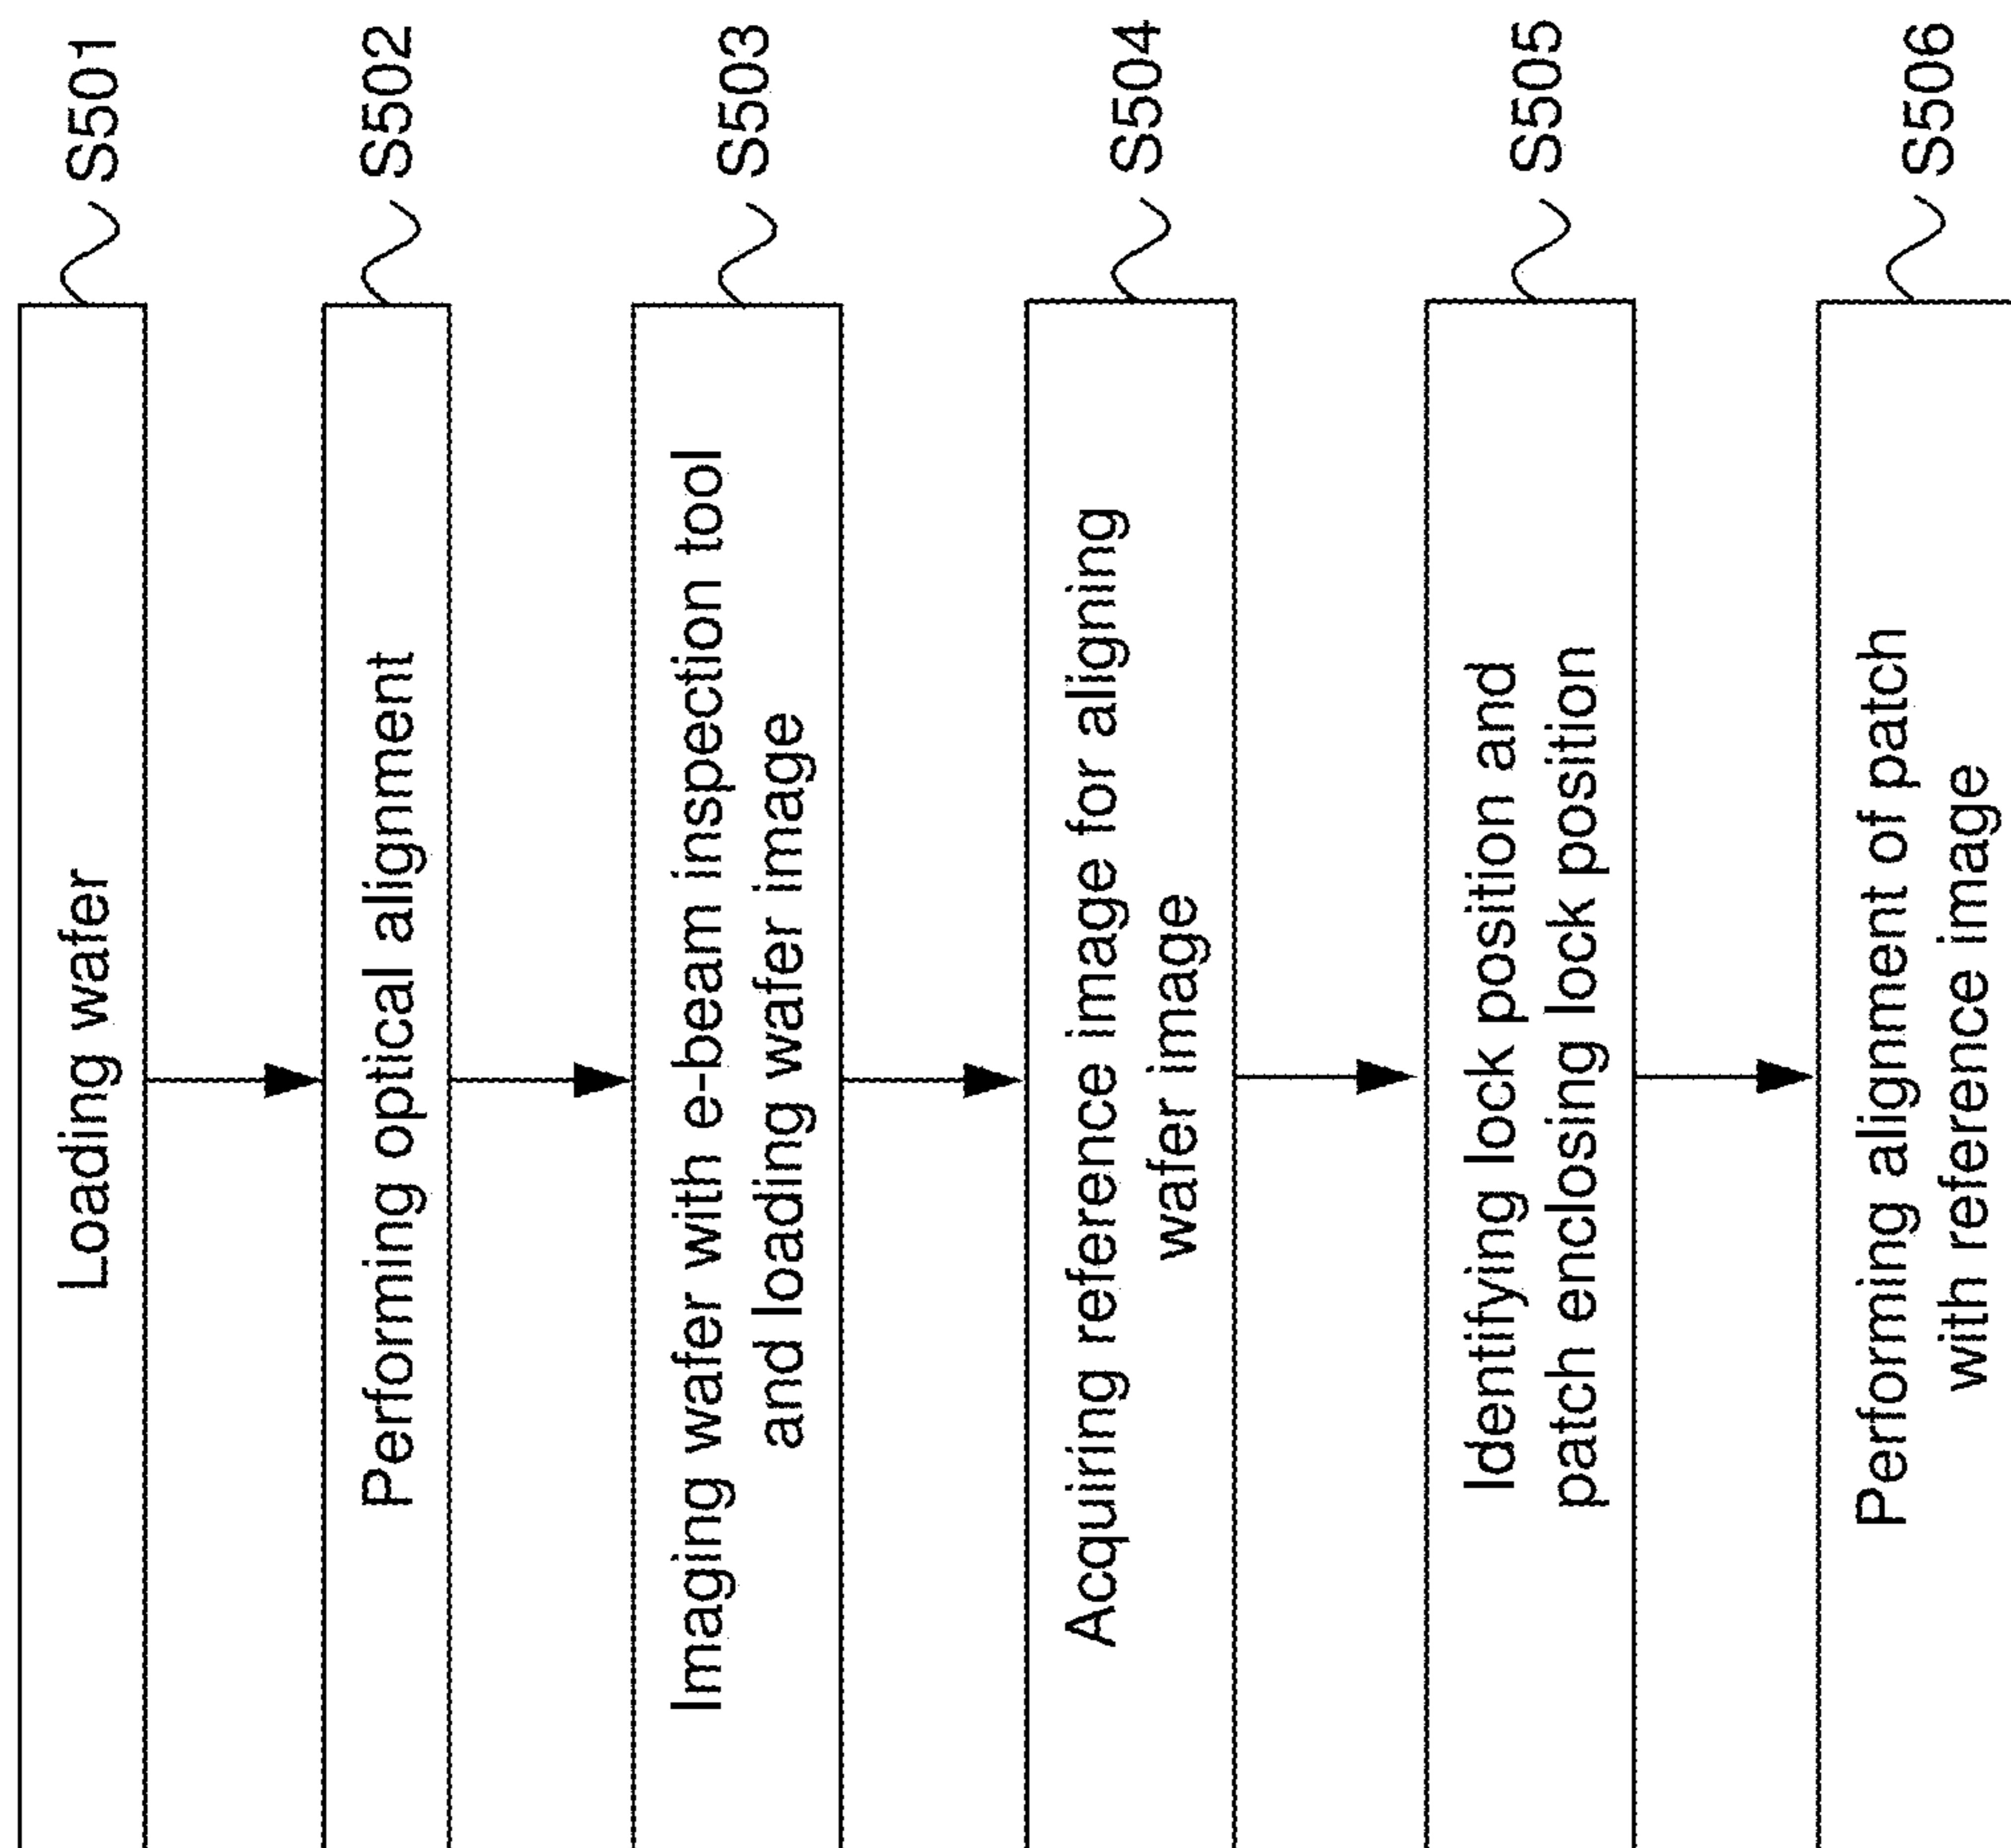 Loading wafer
S501
Performing optical alignment
S502
Imaging wafer with e-beam inspection tool
and loading wafer image
S503
Acquiring reference image for aligning
wafer image
S504
Identifying lock position and
patch enclosing lock position
S505
Performing alignment of patch
with reference image
S506